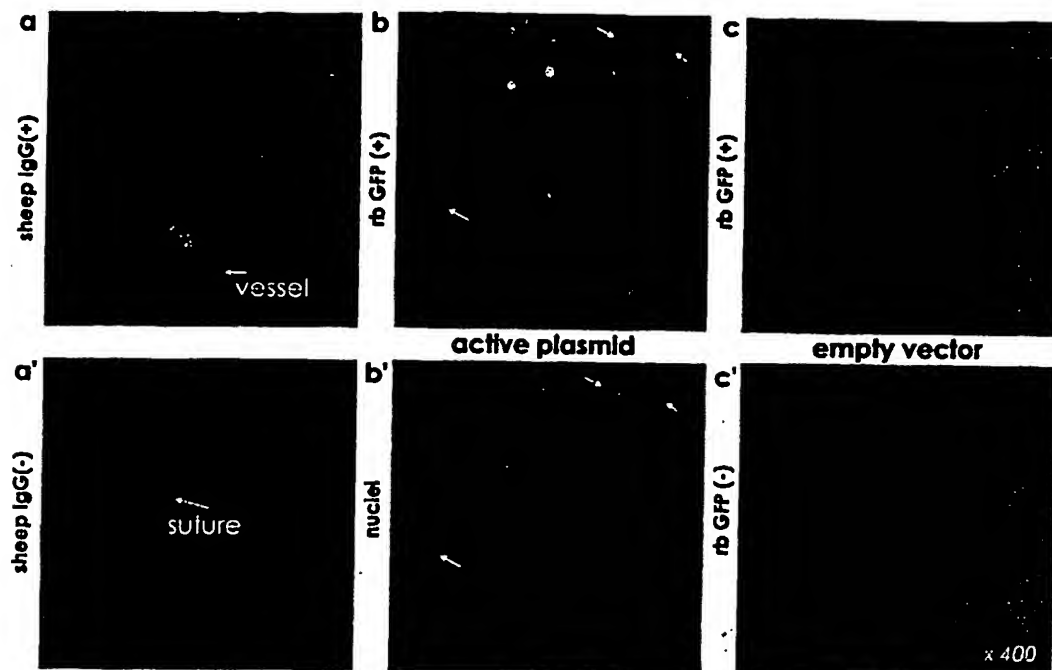 a
b
c
sheep IgG(+)
rb GFP (+)
rb GFP (+)
vessel
active plasmid
empty vector
a'
b'
c'
sheep IgG(-)
nuclei
rb GFP (-)
suture
x 400